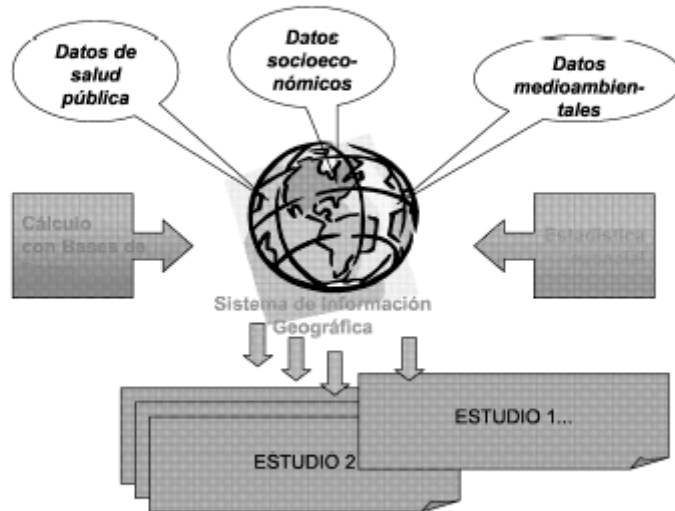 Datos de
salud
pública
Datos
socioeco-
nómicos
Datos
medioambien-
tales
Cálculo
con Bases de
Estadística
Sistema de Información
Geográfica
ESTUDIO 1...
ESTUDIO 2